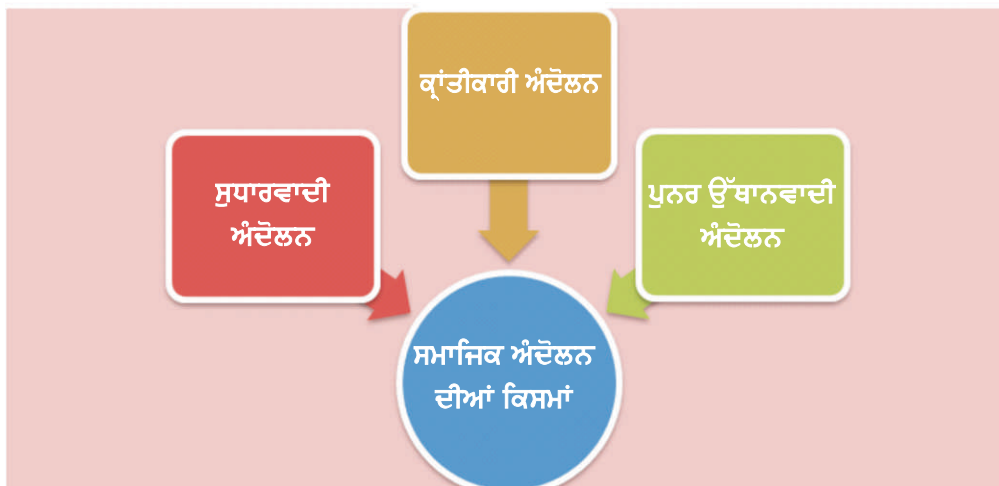 ਕ੍ਰਾਂਤੀਕਾਰੀ ਅੰਦੋਲਨ
ਸੁਧਾਰਵਾਦੀ
ਅੰਦੋਲਨ
ਪੁਨਰ ਉੱਥਾਨਵਾਦੀ
ਅੰਦੋਲਨ
ਸਮਾਜਿਕ ਅੰਦੋਲਨ
ਦੀਆਂ ਕਿਸਮਾਂ